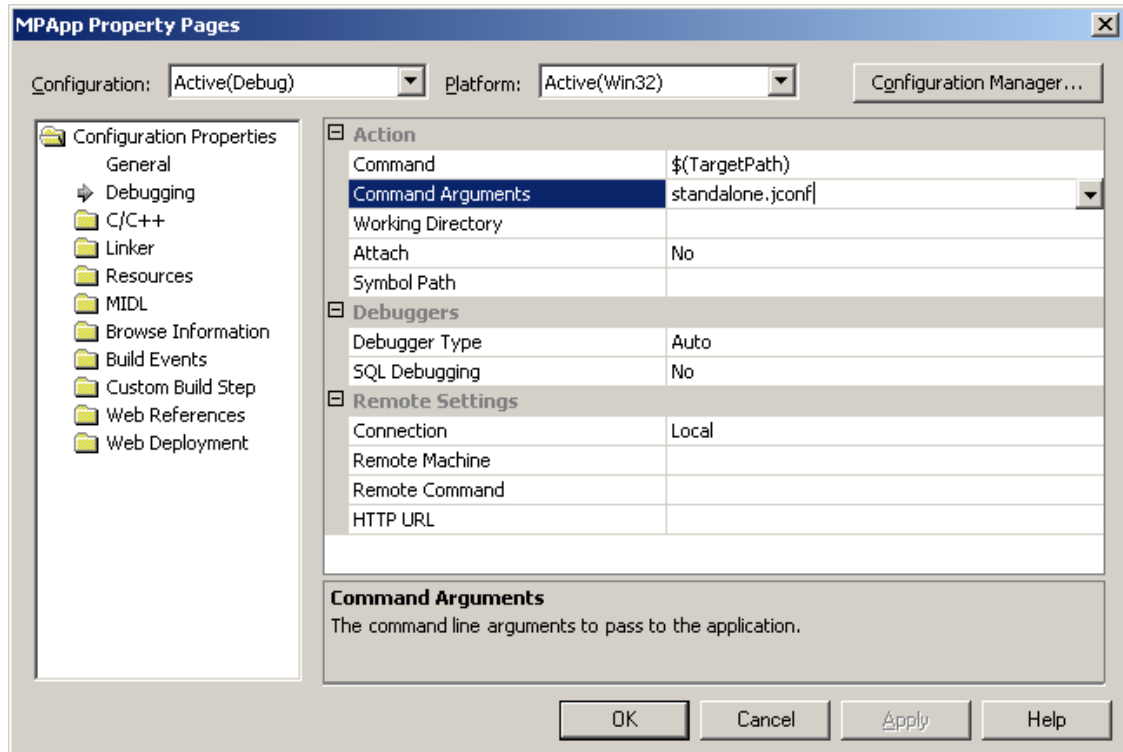 MPApp Property Pages
Configuration: Active(Debug) Platform: Active(Win32) Configuration Manager...
Configuration Properties
General
Debugging
C/C++
Linker
Resources
MIDL
Browse Information
Build Events
Custom Build Step
Web References
Web Deployment
Action
Command $(TargetPath)
Command Arguments standalone.jconf
Working Directory
Attach No
Symbol Path
Debuggers
Debugger Type Auto
SQL Debugging No
Remote Settings
Connection Local
Remote Machine
Remote Command
HTTP URL
Command Arguments
The command line arguments to pass to the application.
OK Cancel Apply Help